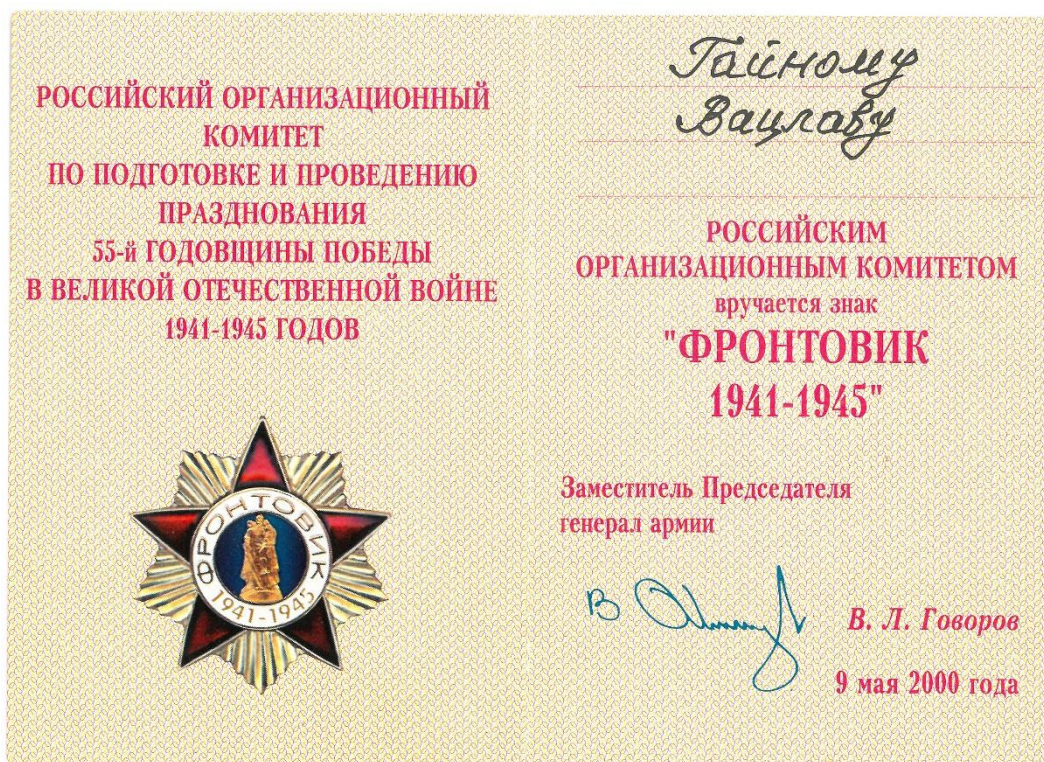 РОССИЙСКИЙ ОРГАНИЗАЦИОННЫЙ
КОМИТЕТ
ПО ПОДГОТОВКЕ И ПРОВЕДЕНИЮ
ПРАЗДНОВАНИЯ
55-й ГОДОВЩИНЫ ПОБЕДЫ
В ВЕЛИКОЙ ОТЕЧЕСТВЕННОЙ ВОЙНЕ
1941-1945 ГОДОВ
ФРОНТОВИК
1941-1945
Гайному
Вацлаву
РОССИЙСКИМ
ОРГАНИЗАЦИОННЫМ КОМИТЕТОМ
вручается знак
"ФРОНТОВИК
1941-1945"
Заместитель Председателя
генерал армии
В. Л. Говоров
9 мая 2000 года